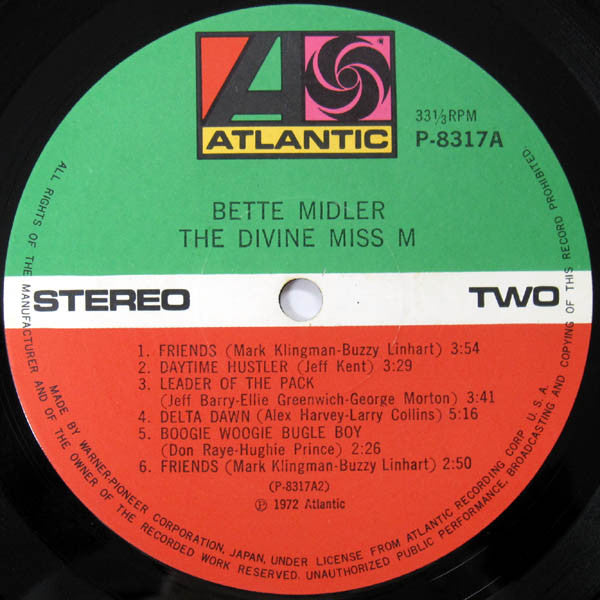 ATLANTIC
33⅓RPM
P-8317A
BETTE MIDLER
THE DIVINE MISS M
STEREO TWO
1. FRIENDS (Mark Klingman-Buzzy Linhart) 3:54
2. DAYTIME HUSTLER (Jeff Kent) 3:29
3. LEADER OF THE PACK
(Jeff Barry-Ellie Greenwich-George Morton) 3:41
4. DELTA DAWN (Alex Harvey-Larry Collins) 5:16
5. BOOGIE WOOGIE BUGLE BOY
(Don Raye-Hughie Prince) 2:26
6. FRIENDS (Mark Klingman-Buzzy Linhart) 2:50
(P-8317A2)
Ⓟ 1972 Atlantic
MADE BY WARNER-PIONEER CORPORATION, JAPAN, UNDER LICENSE FROM ATLANTIC RECORDING CORP. U. S. A.
ALL RIGHTS OF THE MANUFACTURER AND OF THE OWNER OF THE RECORDED WORK RESERVED. UNAUTHORIZED PUBLIC PERFORMANCE, BROADCASTING AND COPYING OF THIS RECORD PROHIBITED.